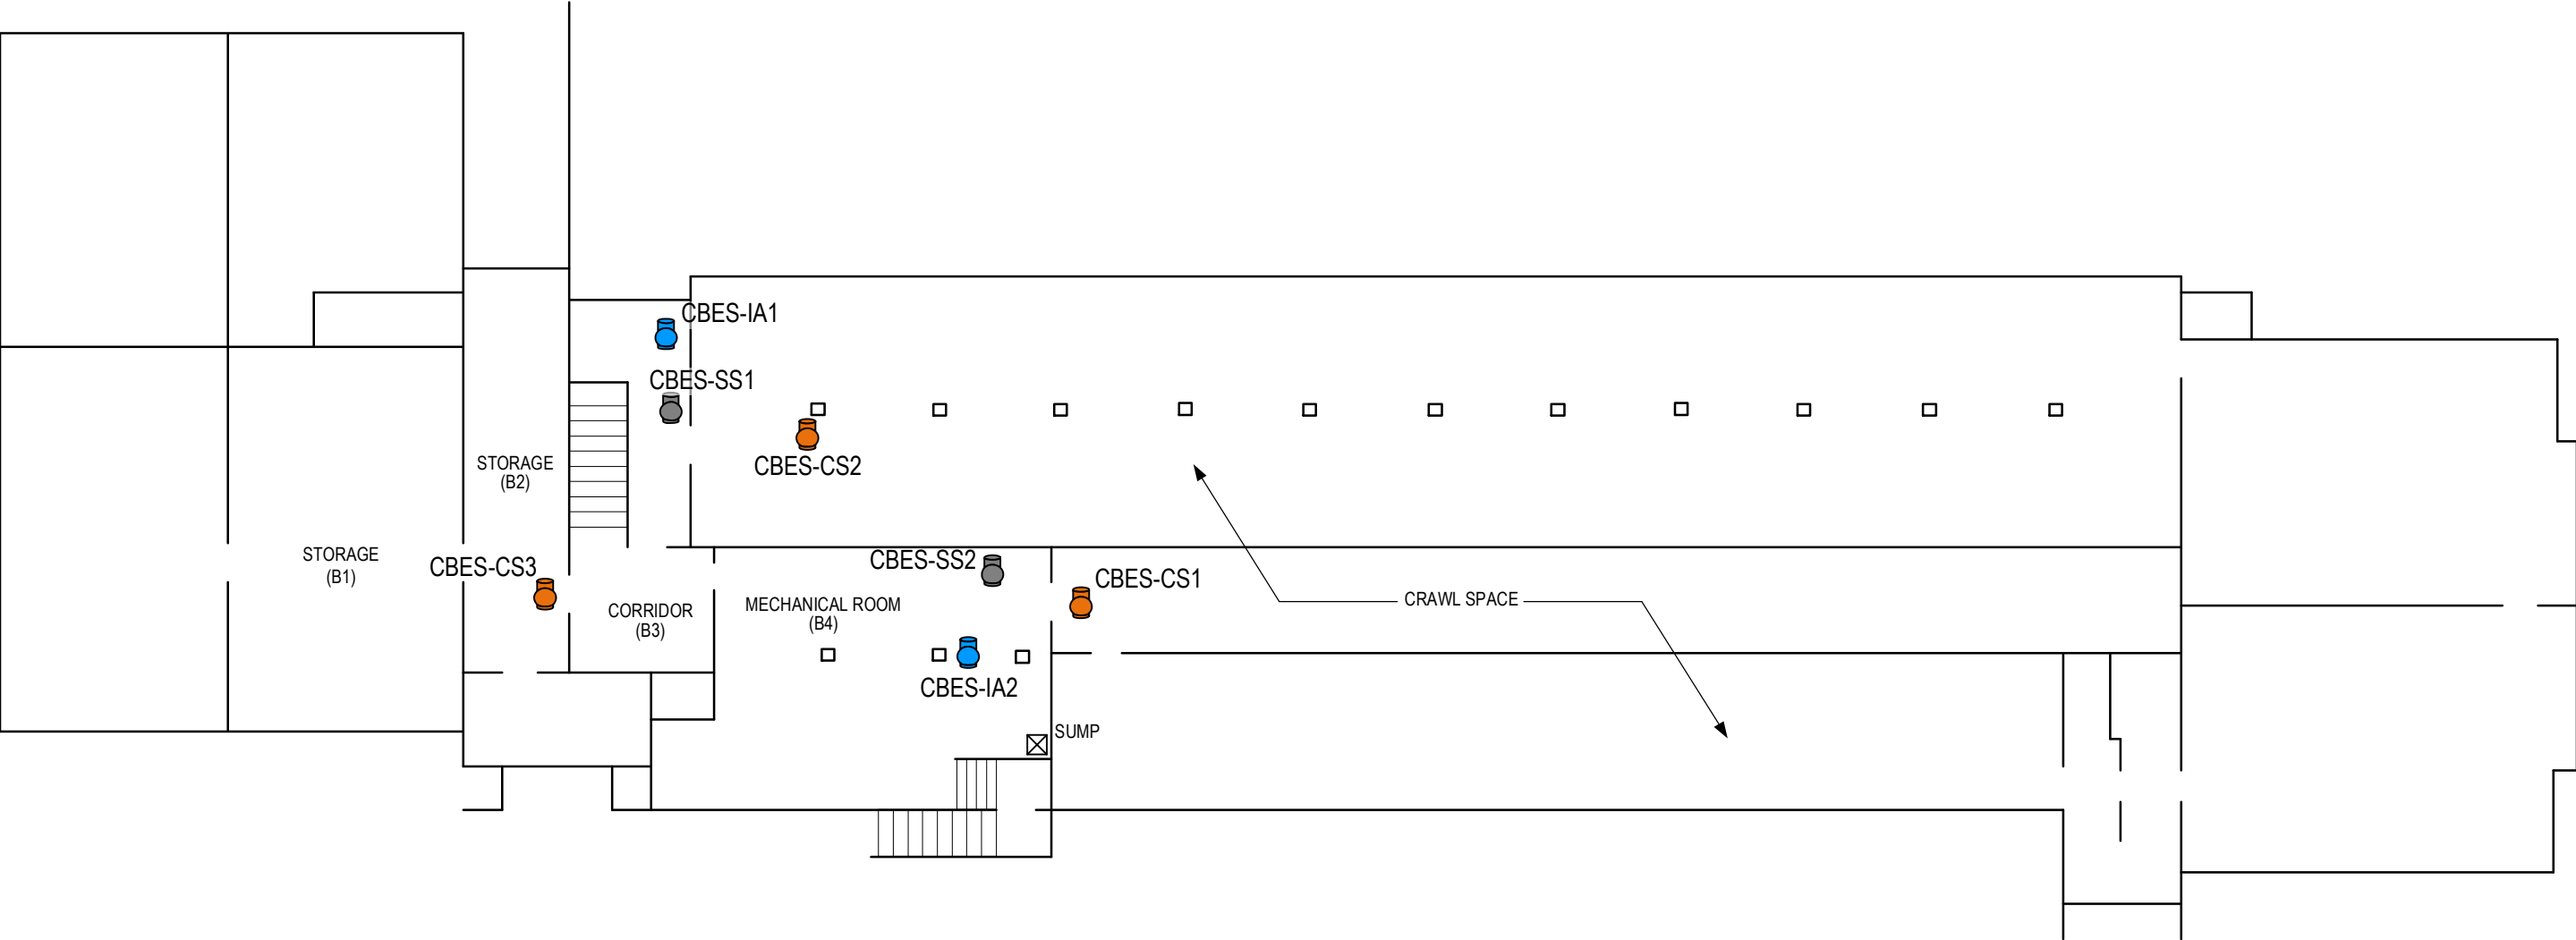 CBES-IA1
CBES-SS1
CBES-CS2
STORAGE
(B2)
STORAGE
(B1)
CBES-CS3
CBES-SS2
CBES-CS1
CORRIDOR
(B3)
MECHANICAL ROOM
(B4)
CRAWL SPACE
CBES-IA2
SUMP